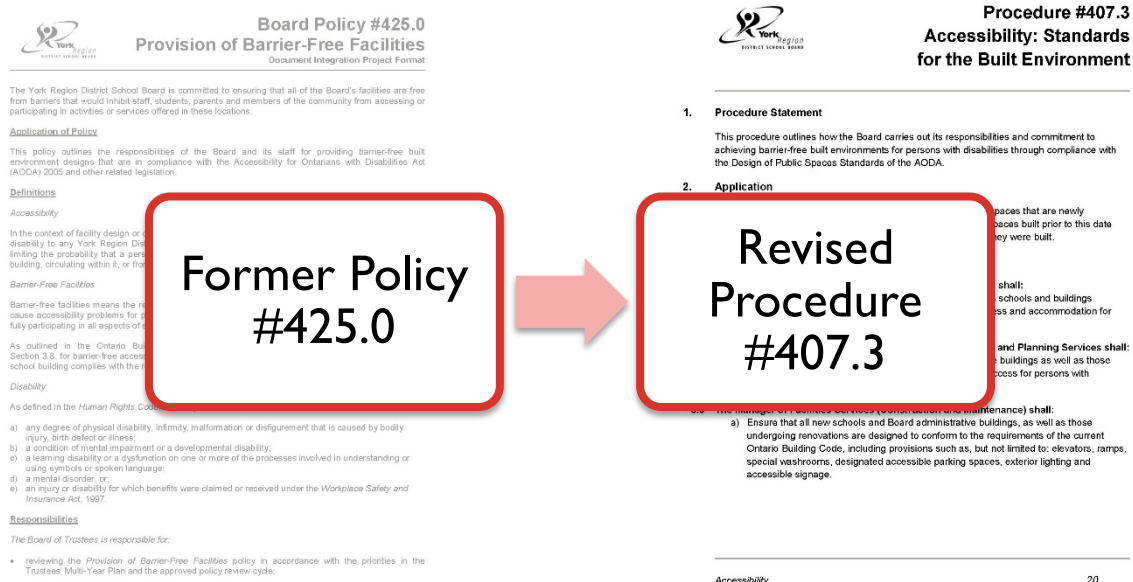 York Region
DISTRICT SCHOOL BOARD
Board Policy #425.0
Provision of Barrier-Free Facilities
Document Integration Project Format
The York Region District School Board is committed to ensuring that all of the Board's facilities are free
from barriers that would inhibit staff, students, parents and members of the community from accessing or
participating in activities or services offered in these locations.
Application of Policy
This policy outlines the responsibilities of the Board and its staff for providing barrier-free built
environment designs that are in compliance with the Accessibility for Ontarians with Disabilities Act
(AODA) 2005 and other related legislation.
Definitions
Accessibility
In the context of facility design or
disability to any York Region
limiting the probability that a
building, circulating within it, or
Barrier-Free Facilities
Barrier-free facilities means the
cause accessibility problems for
fully participating in all aspects of
As outlined in the Ontario
Section 3.8. for barrier-free
school building complies with the
Disability
As defined in the Human Rights
a) any degree of physical disability, infirmity, malformation or disfigurement that is caused by bodily
injury, birth defect or illness;
b) a condition of mental impairment or a developmental disability;
c) a learning disability or a dysfunction on one or more of the processes involved in understanding or
using symbols or spoken language;
d) a mental disorder, or;
e) an injury or disability for which benefits were claimed or received under the Workplace Safety and
Insurance Act, 1997.
Responsibilities
The Board of Trustees is responsible for:
• reviewing the Provision of Barrier-Free Facilities policy in accordance with the priorities in the
Trustees' Multi-Year Plan and the approved policy review cycle;
Former Policy
#425.0
Revised
Procedure
#407.3
York Region
DISTRICT SCHOOL BOARD
Procedure #407.3
Accessibility: Standards
for the Built Environment
1. Procedure Statement
This procedure outlines how the Board carries out its responsibilities and commitment to
achieving barrier-free built environments for persons with disabilities through compliance with
the Design of Public Spaces Standards of the AODA.
2. Application
that are newly
built prior to this date
were built.
shall:
schools and buildings
and accommodation for
and Planning Services shall:
buildings as well as those
for persons with
The Manager of Facilities Services (Construction and Maintenance) shall:
a) Ensure that all new schools and Board administrative buildings, as well as those
undergoing renovations are designed to conform to the requirements of the current
Ontario Building Code, including provisions such as, but not limited to: elevators, ramps,
special washrooms, designated accessible parking spaces, exterior lighting and
accessible signage.
Accessibility 20